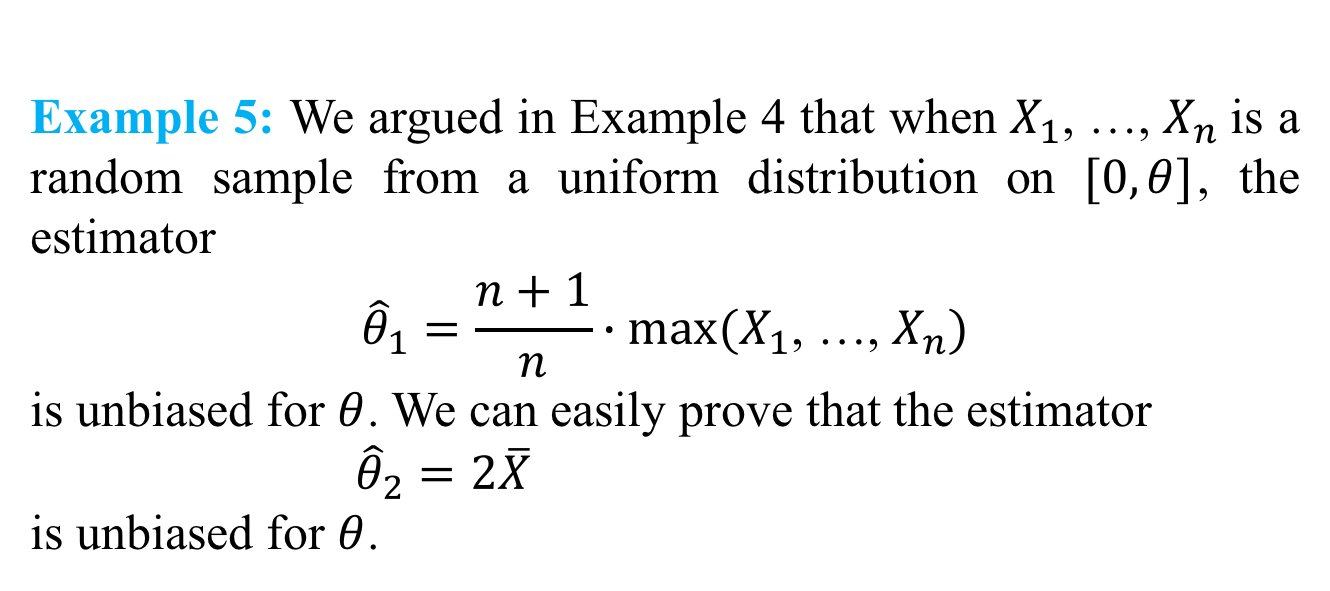 Example 5: We argued in Example 4 that when X₁, …, Xₙ is a
random sample from a uniform distribution on [0, θ], the
estimator
θ̂₁ = (n + 1)/n · max(X₁, …, Xₙ)
is unbiased for θ. We can easily prove that the estimator
θ̂₂ = 2X̄
is unbiased for θ.